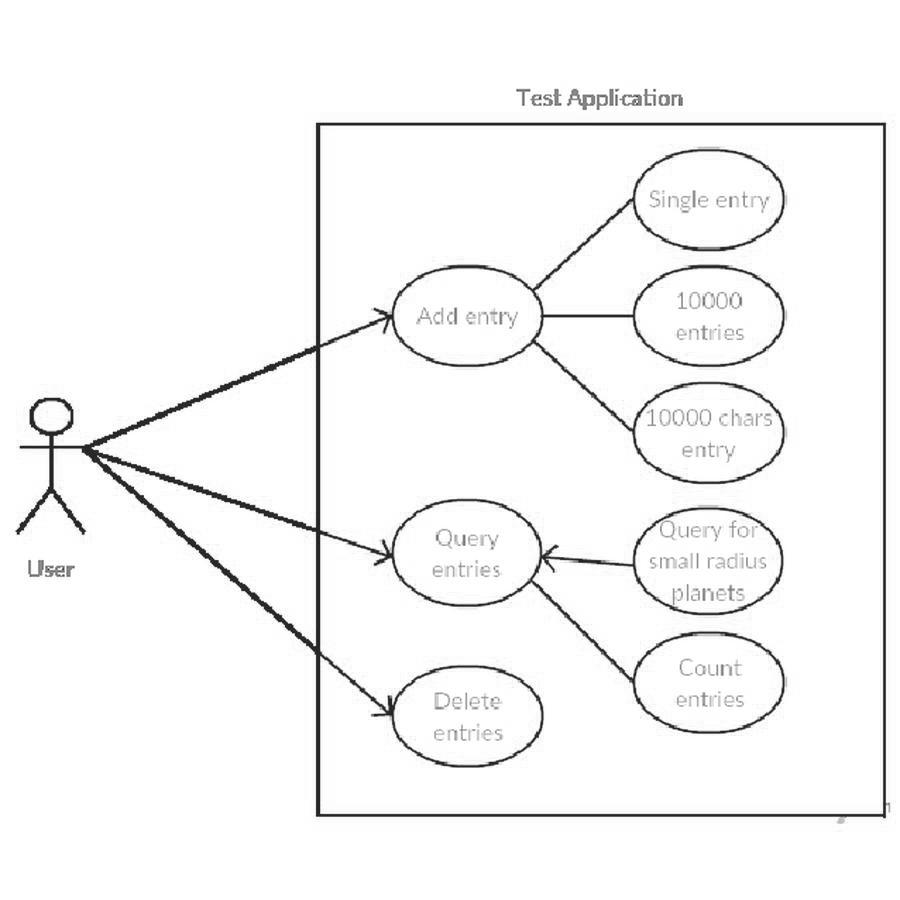 Test Application
Single entry
Add entry
10000
entries
10000 chars
entry
User
Query
entries
Query for
small radius
planets
Count
entries
Delete
entries